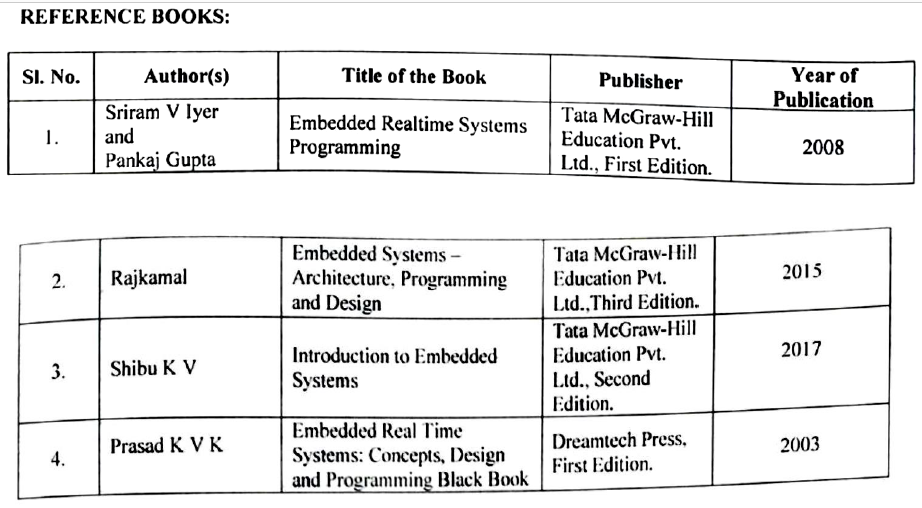 REFERENCE BOOKS:
Sl. No. Author(s) Title of the Book Publisher Year of Publication
1. Sriram V Iyer and Pankaj Gupta Embedded Realtime Systems Programming Tata McGraw-Hill Education Pvt. Ltd., First Edition. 2008
2. Rajkamal Embedded Systems – Architecture, Programming and Design Tata McGraw-Hill Education Pvt. Ltd.,Third Edition. 2015
3. Shibu K V Introduction to Embedded Systems Tata McGraw-Hill Education Pvt. Ltd., Second Edition. 2017
4. Prasad K V K Embedded Real Time Systems: Concepts, Design and Programming Black Book Dreamtech Press, First Edition. 2003